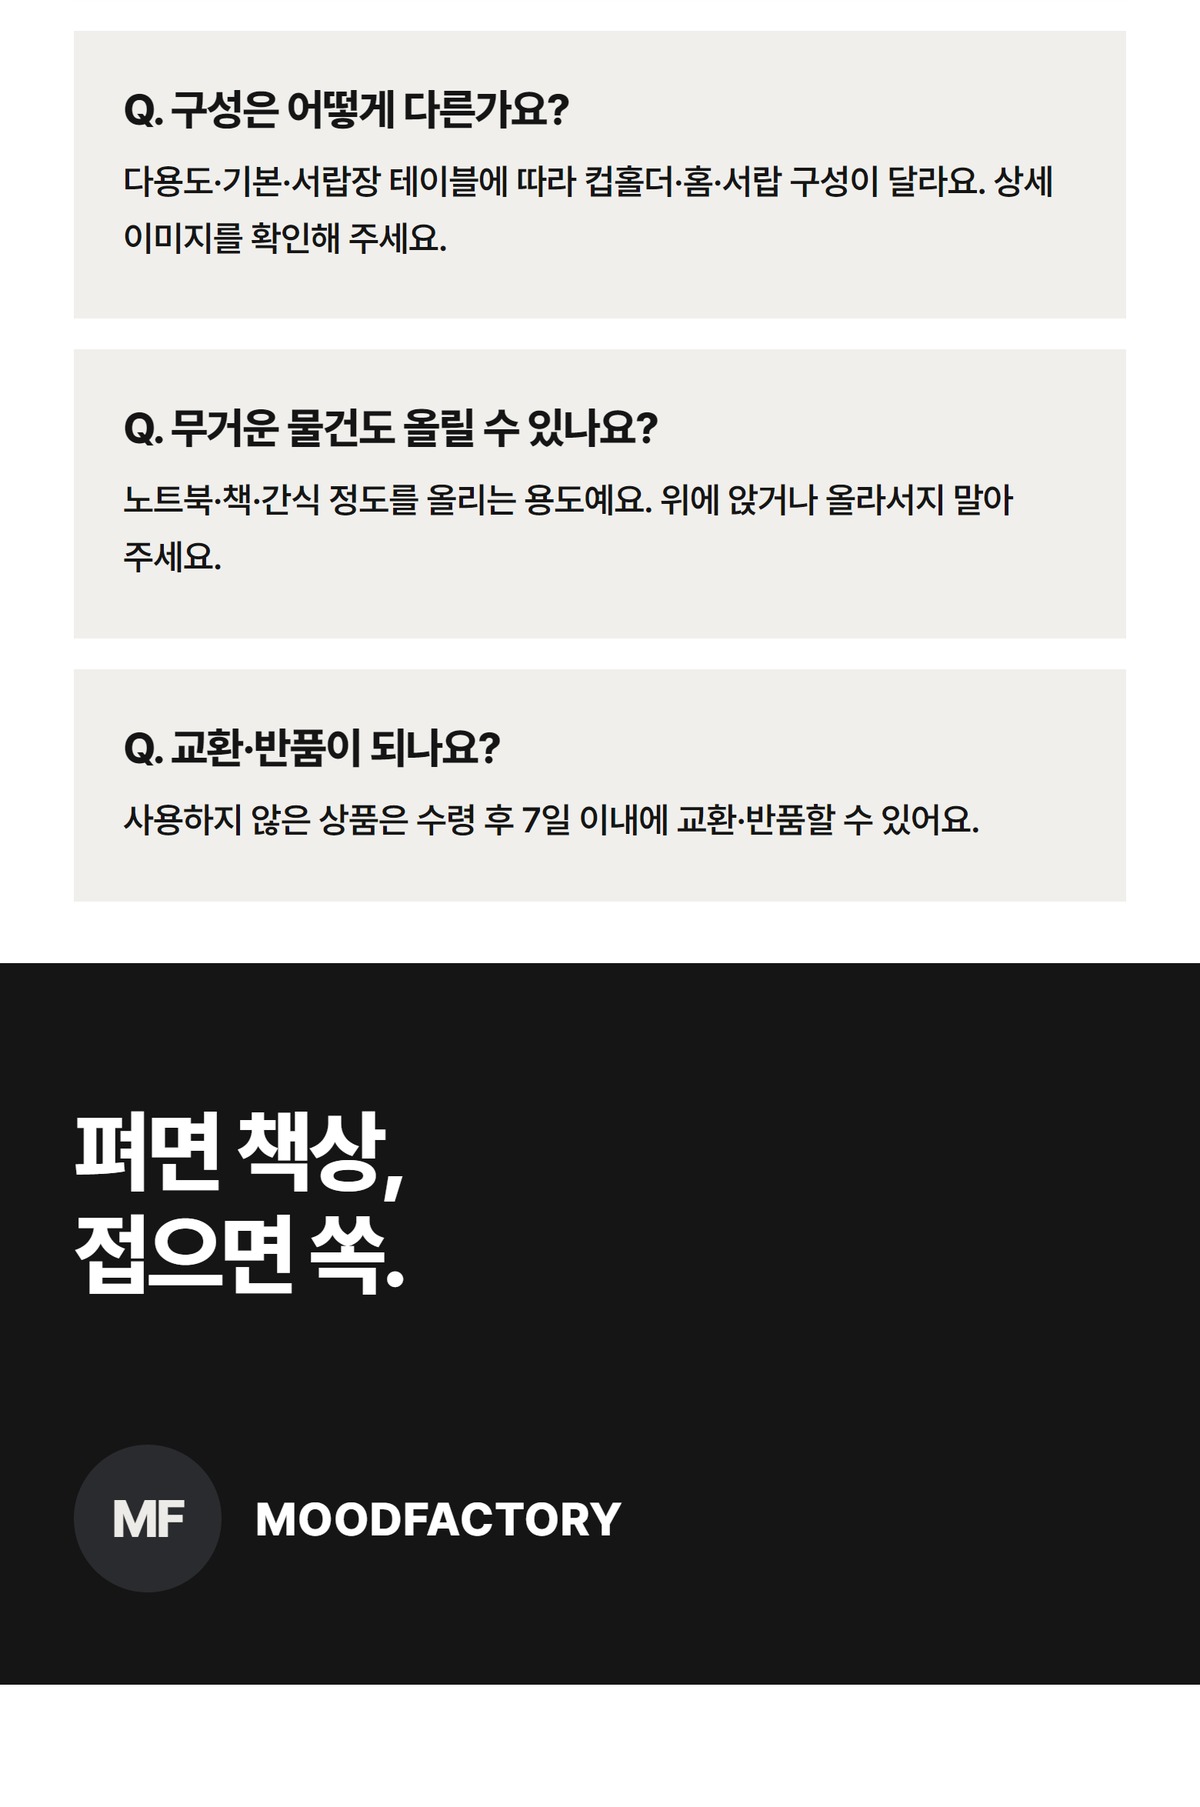 Q. 구성은 어떻게 다른가요?
다용도·기본·서랍장 테이블에 따라 컵홀더·홈·서랍 구성이 달라요. 상세
이미지를 확인해 주세요.
Q. 무거운 물건도 올릴 수 있나요?
노트북·책·간식 정도를 올리는 용도예요. 위에 앉거나 올라서지 말아
주세요.
Q. 교환·반품이 되나요?
사용하지 않은 상품은 수령 후 7일 이내에 교환·반품할 수 있어요.
펴면 책상,
접으면 쏙.
MF MOODFACTORY